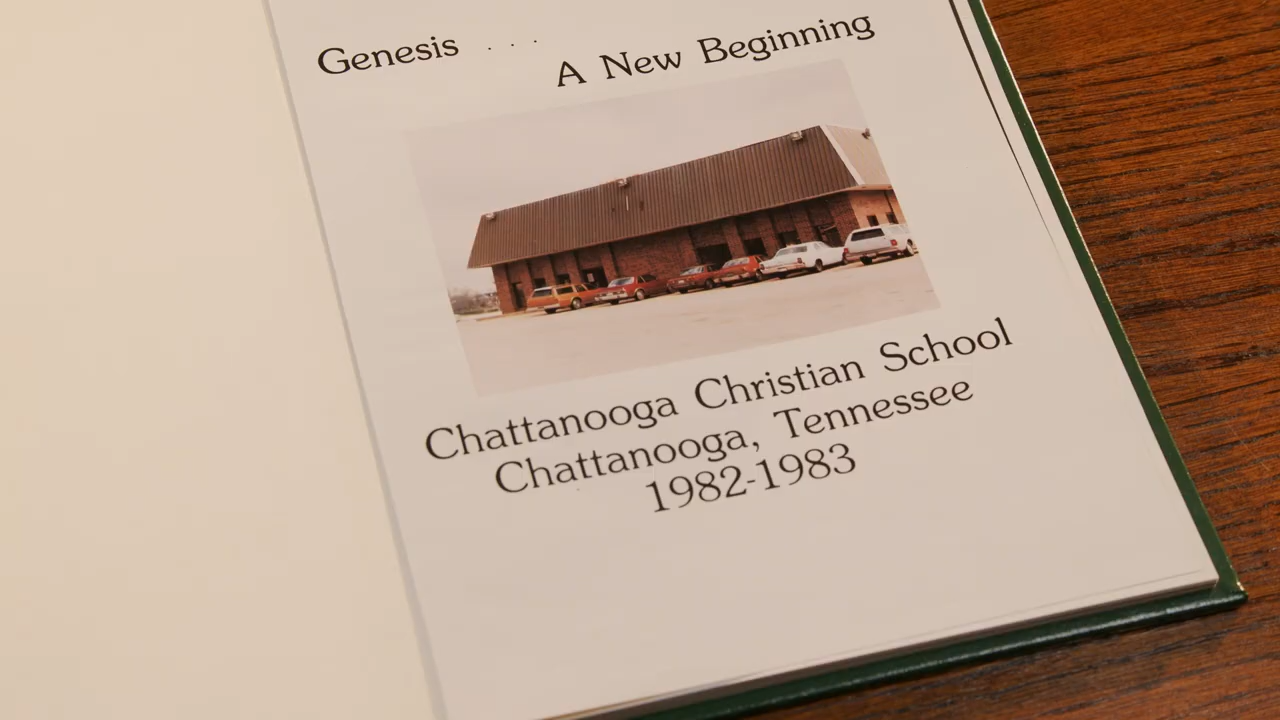 Genesis . . .
A New Beginning
Chattanooga Christian School
Chattanooga, Tennessee
1982-1983